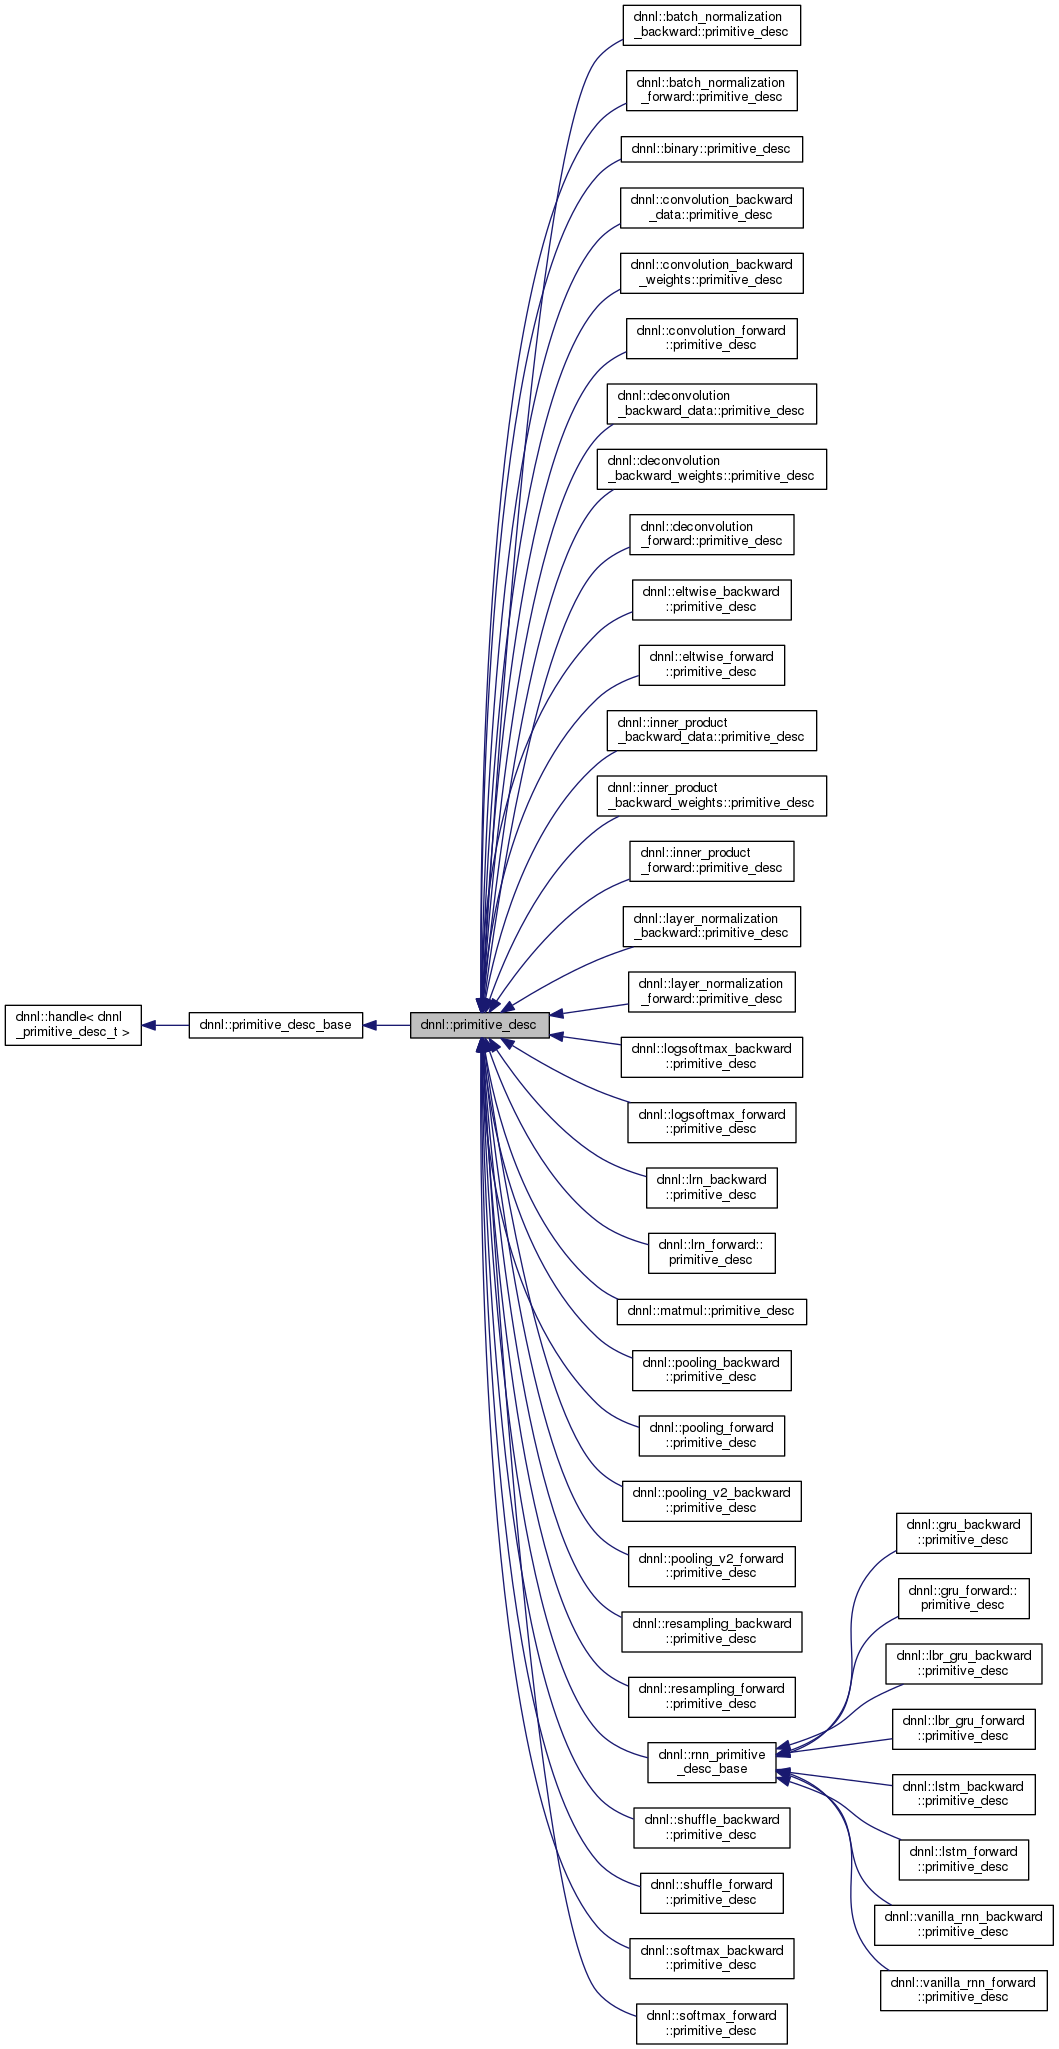 dnnl::handle< dnnl
_primitive_desc_t >
dnnl::primitive_desc_base
dnnl::primitive_desc
dnnl::batch_normalization
_backward::primitive_desc
dnnl::batch_normalization
_forward::primitive_desc
dnnl::binary::primitive_desc
dnnl::convolution_backward
_data::primitive_desc
dnnl::convolution_backward
_weights::primitive_desc
dnnl::convolution_forward
::primitive_desc
dnnl::deconvolution
_backward_data::primitive_desc
dnnl::deconvolution
_backward_weights::primitive_desc
dnnl::deconvolution
_forward::primitive_desc
dnnl::eltwise_backward
::primitive_desc
dnnl::eltwise_forward
::primitive_desc
dnnl::inner_product
_backward_data::primitive_desc
dnnl::inner_product
_backward_weights::primitive_desc
dnnl::inner_product
_forward::primitive_desc
dnnl::layer_normalization
_backward::primitive_desc
dnnl::layer_normalization
_forward::primitive_desc
dnnl::logsoftmax_backward
::primitive_desc
dnnl::logsoftmax_forward
::primitive_desc
dnnl::lrn_backward
::primitive_desc
dnnl::lrn_forward::
primitive_desc
dnnl::matmul::primitive_desc
dnnl::pooling_backward
::primitive_desc
dnnl::pooling_forward
::primitive_desc
dnnl::pooling_v2_backward
::primitive_desc
dnnl::pooling_v2_forward
::primitive_desc
dnnl::resampling_backward
::primitive_desc
dnnl::resampling_forward
::primitive_desc
dnnl::rnn_primitive
_desc_base
dnnl::shuffle_backward
::primitive_desc
dnnl::shuffle_forward
::primitive_desc
dnnl::softmax_backward
::primitive_desc
dnnl::softmax_forward
::primitive_desc
dnnl::gru_backward
::primitive_desc
dnnl::gru_forward::
primitive_desc
dnnl::lbr_gru_backward
::primitive_desc
dnnl::lbr_gru_forward
::primitive_desc
dnnl::lstm_backward
::primitive_desc
dnnl::lstm_forward
::primitive_desc
dnnl::vanilla_rnn_backward
::primitive_desc
dnnl::vanilla_rnn_forward
::primitive_desc